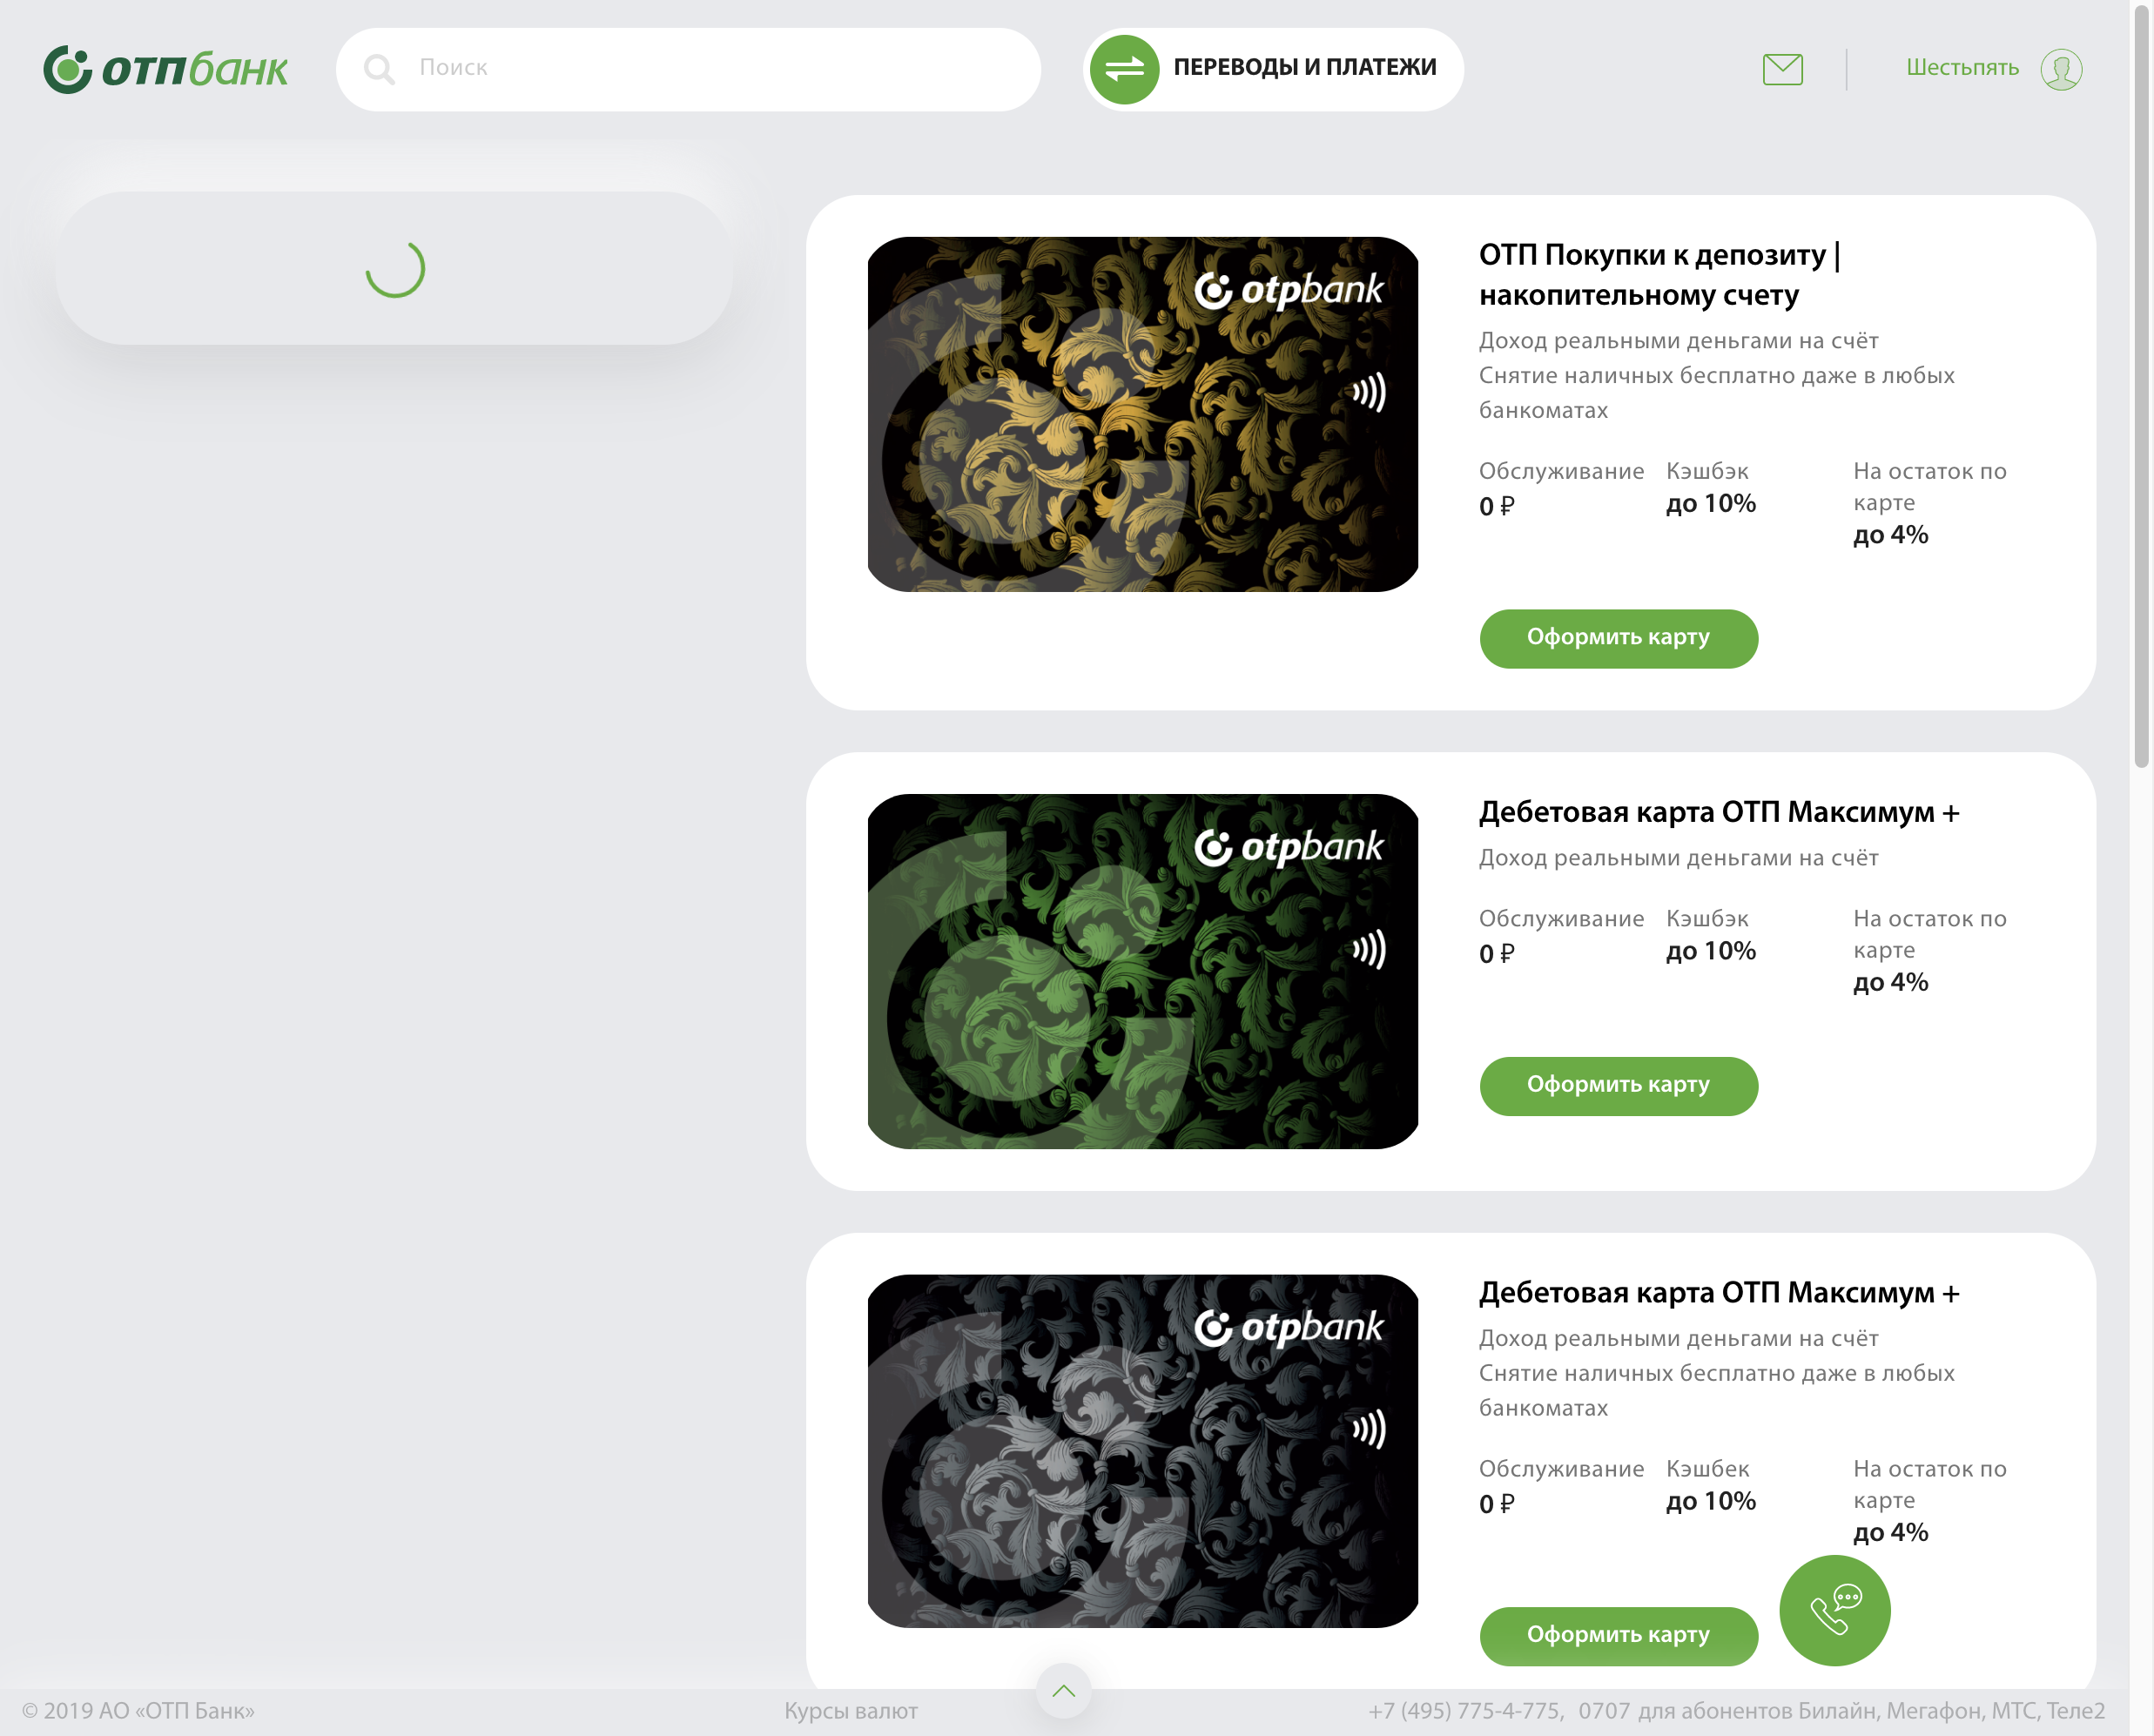 отпбанк
Поиск
ПЕРЕВОДЫ И ПЛАТЕЖИ
Шестьпять
otpbank
ОТП Покупки к депозиту |
накопительному счету
Доход реальными деньгами на счёт
Снятие наличных бесплатно даже в любых
банкоматах
Обслуживание
0 ₽
Кэшбэк
до 10%
На остаток по
карте
до 4%
Оформить карту
otpbank
Дебетовая карта ОТП Максимум +
Доход реальными деньгами на счёт
Обслуживание
0 ₽
Кэшбэк
до 10%
На остаток по
карте
до 4%
Оформить карту
otpbank
Дебетовая карта ОТП Максимум +
Доход реальными деньгами на счёт
Снятие наличных бесплатно даже в любых
банкоматах
Обслуживание
0 ₽
Кэшбек
до 10%
На остаток по
карте
до 4%
Оформить карту
© 2019 АО «ОТП Банк»
Курсы валют
+7 (495) 775-4-775, 0707 для абонентов Билайн, Мегафон, МТС, Теле2